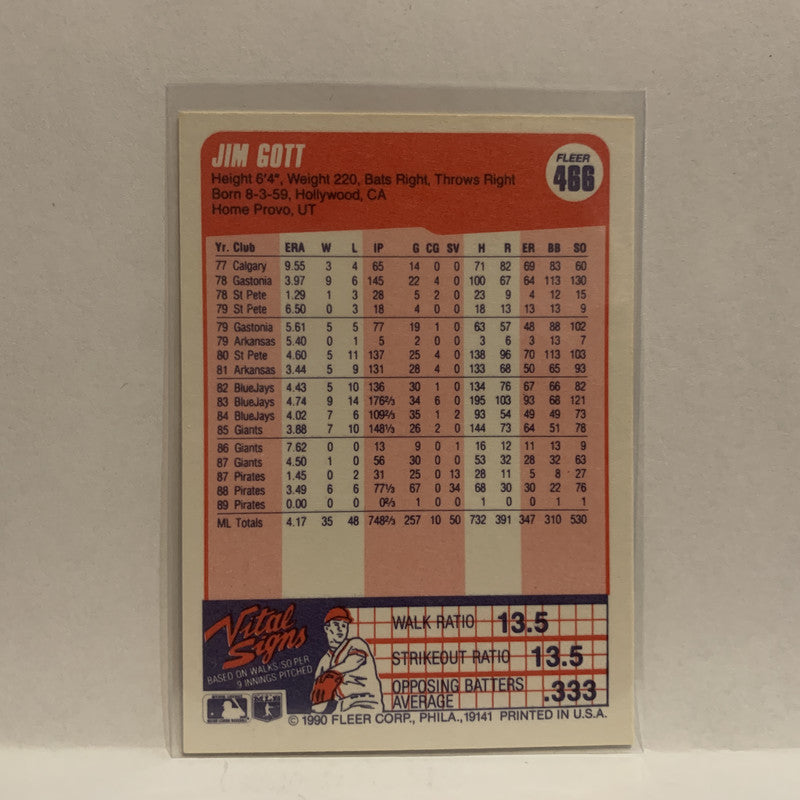 JIM GOTT
FLEER
466
Height 6'4", Weight 220, Bats Right, Throws Right
Born 8-3-59, Hollywood, CA
Home Provo, UT
Yr. Club ERA W L IP G CG SV H R ER BB SO
77 Calgary 9.55 3 4 65 14 0 0 71 82 69 83 60
78 Gastonia 3.97 9 6 145 22 4 0 100 67 64 113 130
78 St Pete 1.29 1 3 28 5 2 0 23 9 4 12 15
79 St Pete 6.50 0 3 18 4 0 0 18 13 13 13 9
79 Gastonia 5.61 5 5 77 19 1 0 63 57 48 88 102
79 Arkansas 5.40 0 1 5 2 0 0 3 6 3 13 7
80 St Pete 4.60 5 11 137 25 4 0 138 96 70 113 103
81 Arkansas 3.44 5 9 131 28 4 0 133 68 50 65 93
82 BlueJays 4.43 5 10 136 30 1 0 134 76 67 66 82
83 BlueJays 4.74 9 14 176⅔ 34 6 0 195 103 93 68 121
84 BlueJays 4.02 7 6 109⅔ 35 1 2 93 54 49 49 73
85 Giants 3.88 7 10 148⅓ 26 2 0 144 73 64 51 78
86 Giants 7.62 0 0 13 9 0 1 16 12 11 13 9
87 Giants 4.50 1 0 56 30 0 0 53 32 28 32 63
87 Pirates 1.45 0 2 31 25 0 13 28 11 5 8 27
88 Pirates 3.49 6 6 77⅓ 67 0 34 68 30 30 22 76
89 Pirates 0.00 0 0 0⅔ 1 0 0 1 0 0 1 1
ML Totals 4.17 35 48 748⅔ 257 10 50 732 391 347 310 530
Vital
Signs
BASED ON WALKS/SO PER
9 INNINGS PITCHED
WALK RATIO 13.5
STRIKEOUT RATIO 13.5
OPPOSING BATTERS
AVERAGE .333
© 1990 FLEER CORP., PHILA., 19141 PRINTED IN U.S.A.